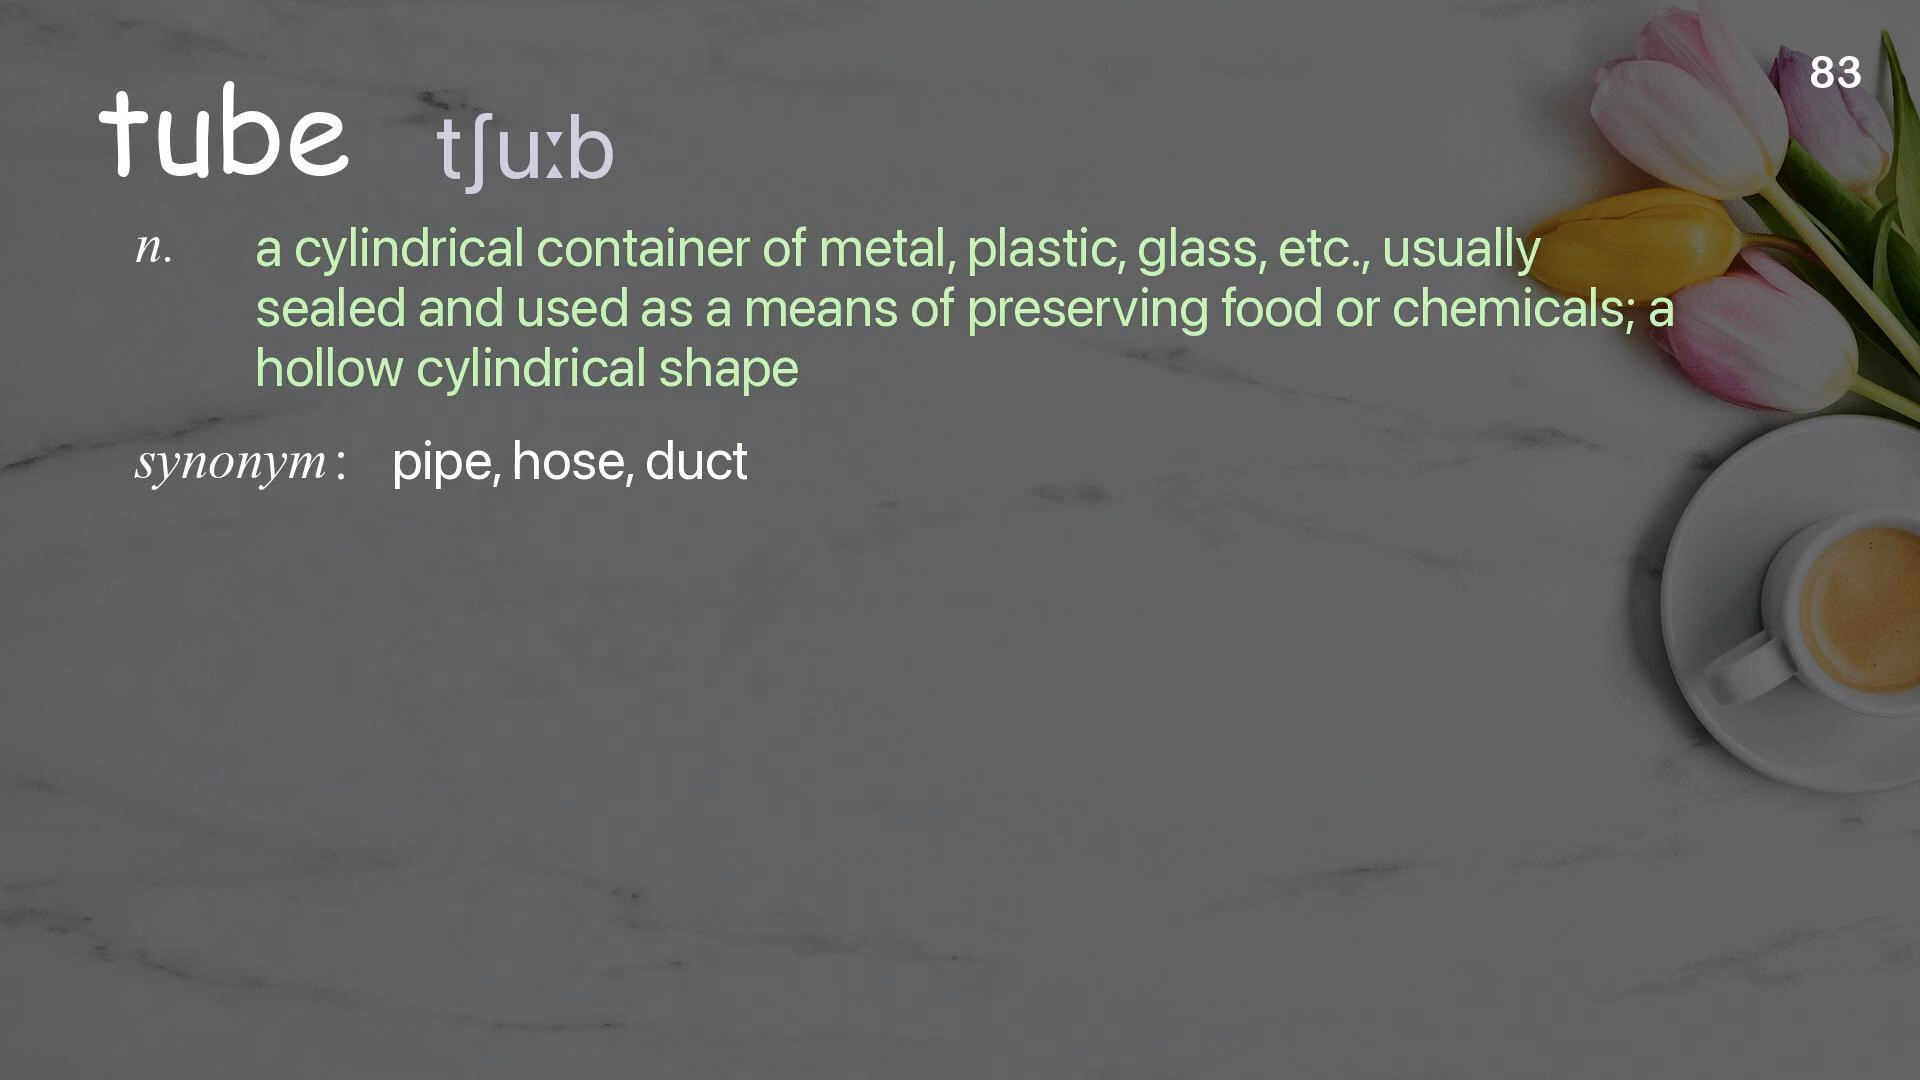 83
tube tʃuːb
n. a cylindrical container of metal, plastic, glass, etc., usually
sealed and used as a means of preserving food or chemicals; a
hollow cylindrical shape
synonym: pipe, hose, duct